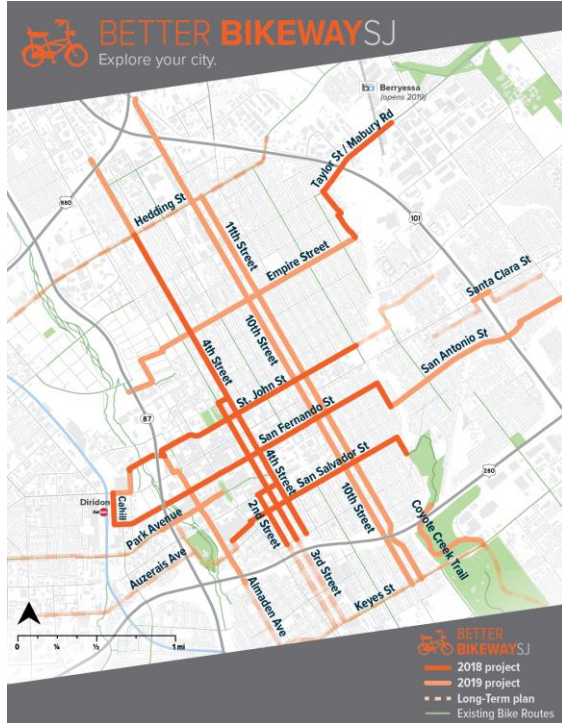 BETTER BIKEWAYSJ
Explore your city.
Berryessa
(opens 2019)
Taylor St / Mabury Rd
880
Hedding St
101
11th Street
Empire Street
Santa Clara St
10th Street
4th Street
San Antonio St
St. John St
87
San Fernando St
4th Street
San Salvador St
280
Diridon
Cahill
Park Avenue
2nd Street
10th Street
Coyote Creek Trail
Auzerais Ave
3rd Street
Almaden Ave
Keyes St
0 ¼ ½ 1 mi
BETTER
BIKEWAYSJ
2018 project
2019 project
Long-Term plan
Existing Bike Routes